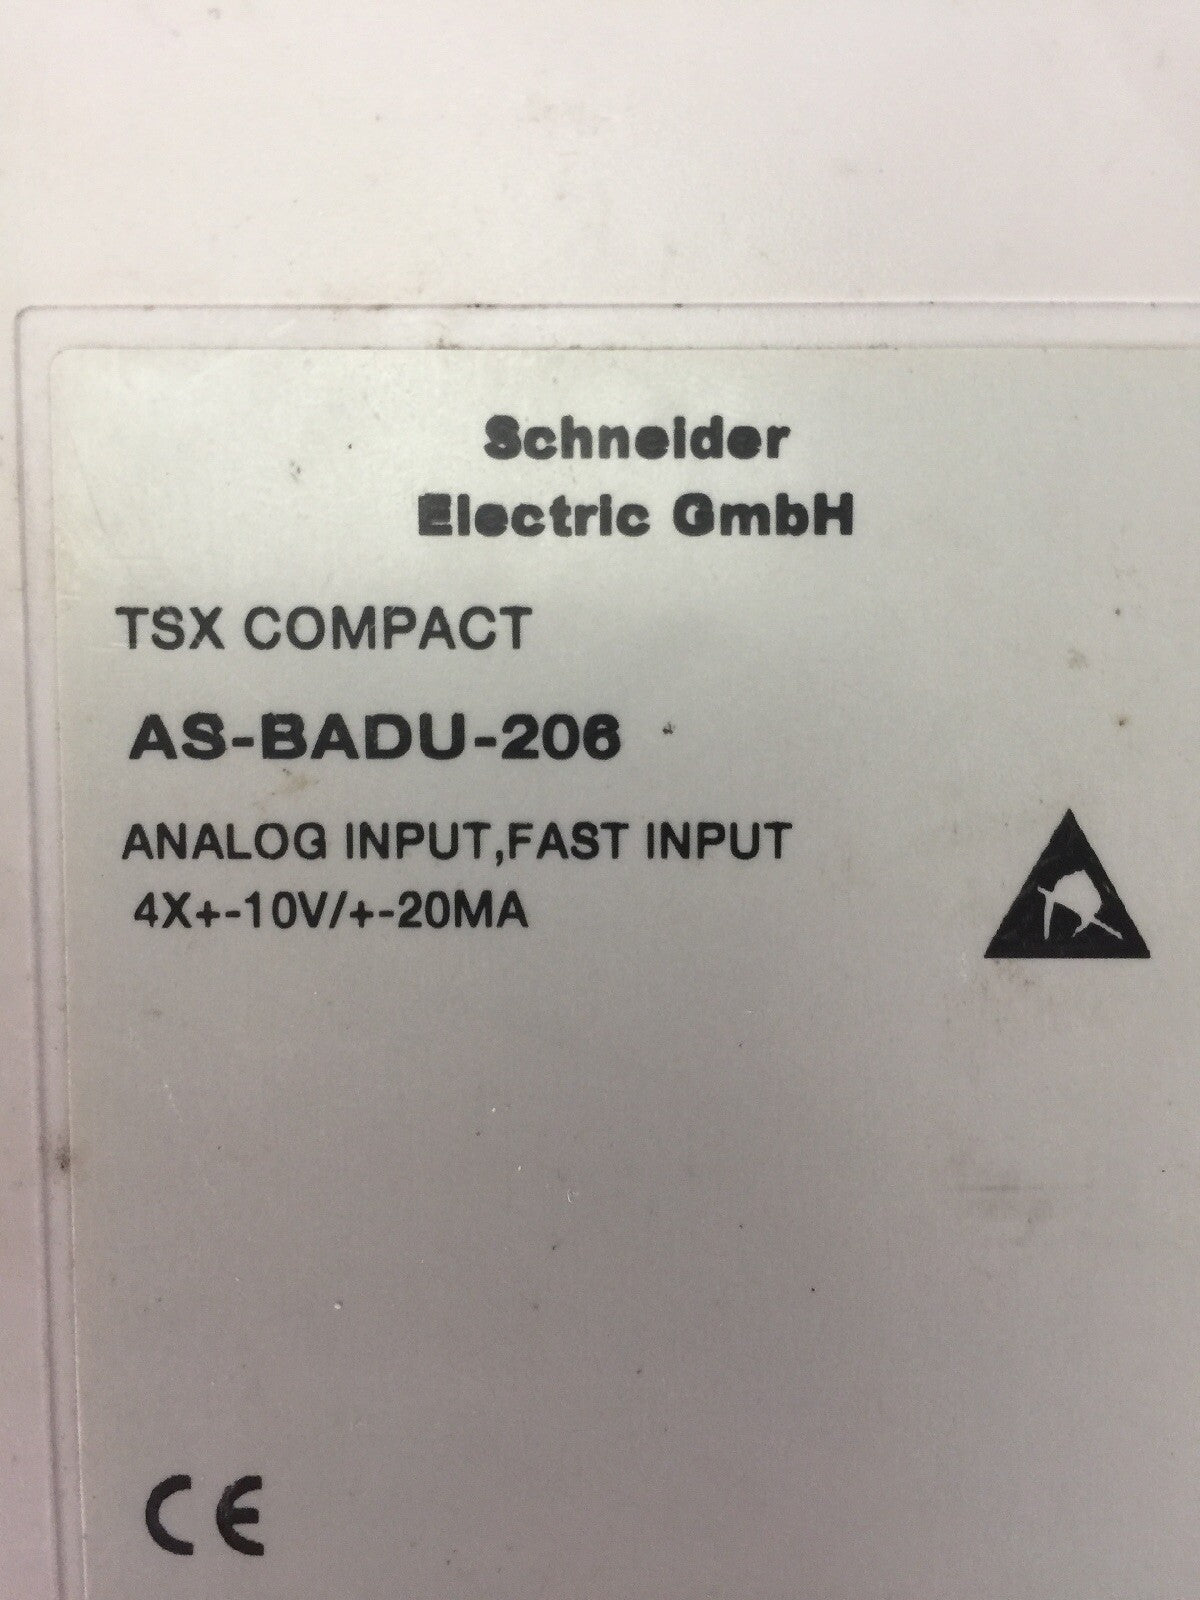 Schneider
Electric GmbH
TSX COMPACT
AS-BADU-206
ANALOG INPUT,FAST INPUT
4X+-10V/+-20MA
CE